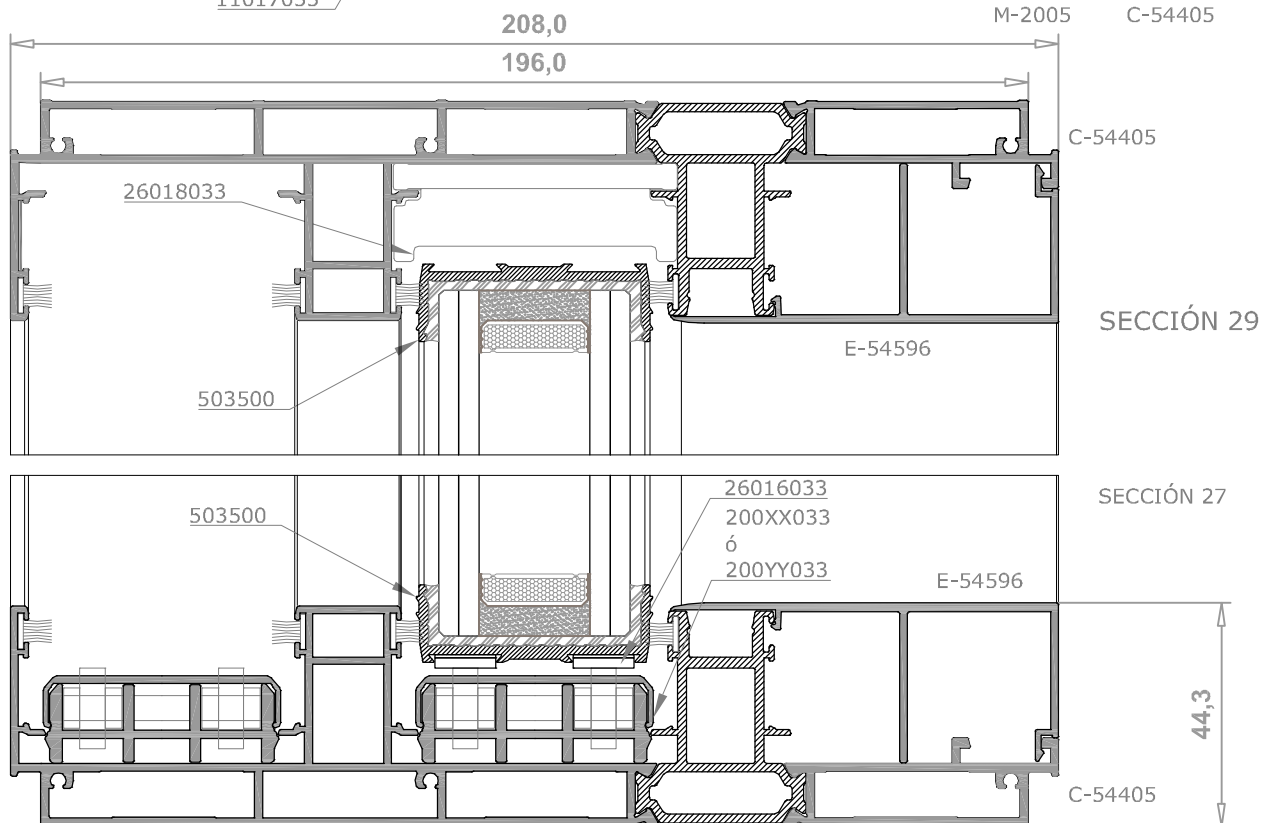 11017033
M-2005 C-54405
208,0
196,0
C-54405
26018033
SECCIÓN 29
E-54596
503500
26016033
SECCIÓN 27
503500
200XX033
ó
200YY033
E-54596
44,3
C-54405